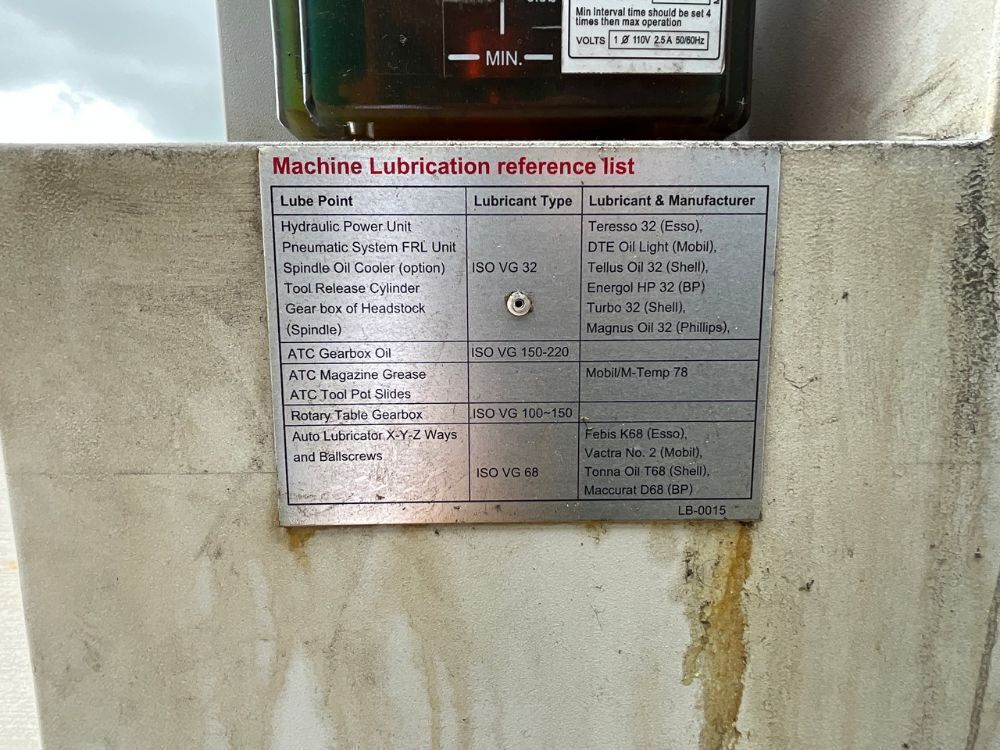 Min Interval time should be set 4
times then max operation
VOLTS 1 Ø 110V 2.5A 50/60Hz
MIN.
Machine Lubrication reference list
Lube Point Lubricant Type Lubricant & Manufacturer
Hydraulic Power Unit Teresso 32 (Esso),
Pneumatic System FRL Unit DTE Oil Light (Mobil),
Spindle Oil Cooler (option) ISO VG 32 Tellus Oil 32 (Shell),
Tool Release Cylinder Energol HP 32 (BP)
Gear box of Headstock Turbo 32 (Shell),
(Spindle) Magnus Oil 32 (Phillips),
ATC Gearbox Oil ISO VG 150-220
ATC Magazine Grease Mobil/M-Temp 78
ATC Tool Pot Slides
Rotary Table Gearbox ISO VG 100~150
Auto Lubricator X-Y-Z Ways Febis K68 (Esso),
and Ballscrews Vactra No. 2 (Mobil),
ISO VG 68 Tonna Oil T68 (Shell),
Maccurat D68 (BP)
LB-0015